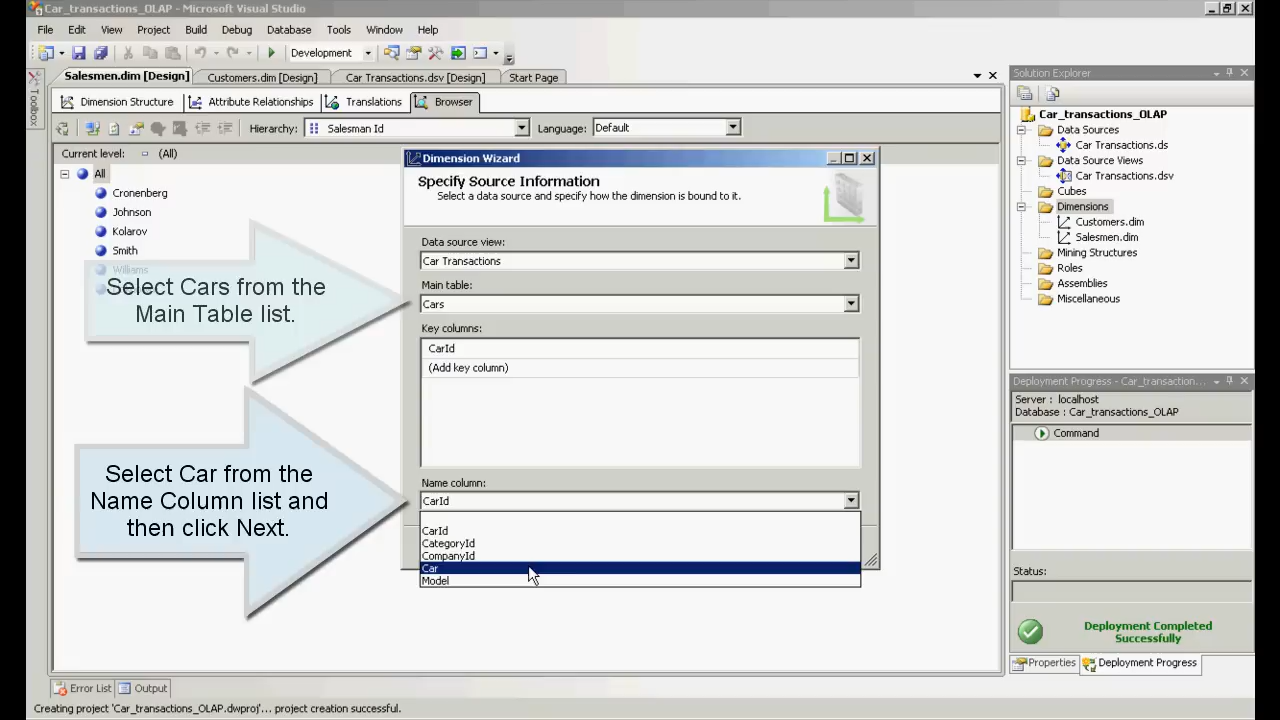 Car_transactions_OLAP - Microsoft Visual Studio
File Edit View Project Build Debug Database Tools Window Help
Development
Salesmen.dim [Design] Customers.dim [Design] Car Transactions.dsv [Design] Start Page
Toolbox
Dimension Structure Attribute Relationships Translations Browser
Hierarchy: Salesman Id Language: Default
Current level: (All)
All
Cronenberg
Johnson
Kolarov
Smith
Williams
Select Cars from the
Main Table list.
Select Car from the
Name Column list and
then click Next.
Dimension Wizard
Specify Source Information
Select a data source and specify how the dimension is bound to it.
Data source view:
Car Transactions
Main table:
Cars
Key columns:
CarId
(Add key column)
Name column:
CarId
CarId
CategoryId
CompanyId
Car
Model
Solution Explorer
Car_transactions_OLAP
Data Sources
Car Transactions.ds
Data Source Views
Car Transactions.dsv
Cubes
Dimensions
Customers.dim
Salesmen.dim
Mining Structures
Roles
Assemblies
Miscellaneous
Deployment Progress - Car_transaction...
Server : localhost
Database : Car_transactions_OLAP
Command
Status:
Deployment Completed
Successfully
Properties Deployment Progress
Error List Output
Creating project 'Car_transactions_OLAP.dwproj'... project creation successful.